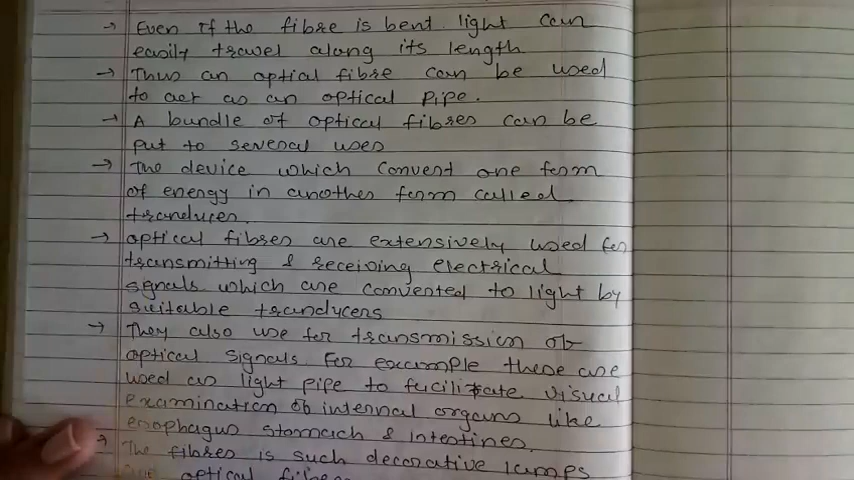 → Even if the fibre is bent light can
easily travel along its length
→ Thus an optial fibre can be used
to act as an optical pipe.
→ A bundle of optical fibres can be
put to several uses
→ The device which convert one form
of energy in another form called
tranducer.
→ optical fibres are extensively used for
transmitting & receiving electrical
signals which are converted to light by
suitable trandycers
→ They also use for transmission of
optical signals For example these are
used as light pipe to facilitate visual
examination of internal organs like
esophagus stomach & intestines.
→ The fibres is such decorative lamps
are optical fibres